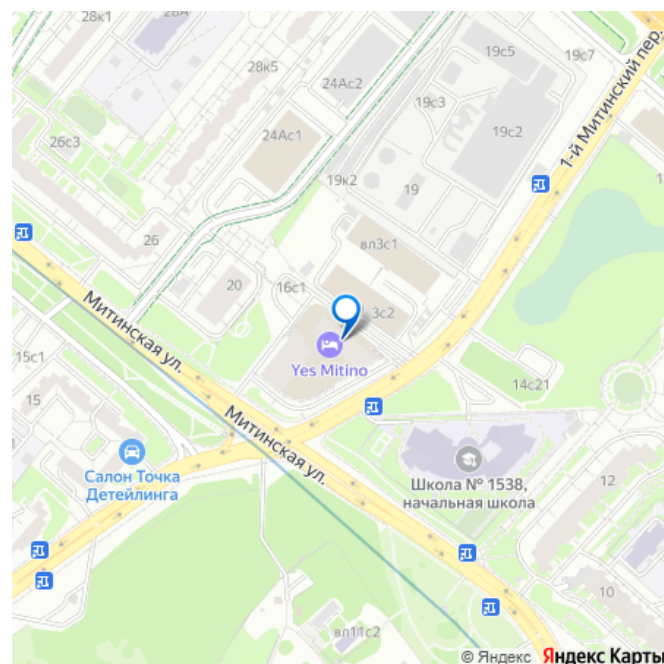 28к1
28к5
24Ас2
24Ас1
26с3
26
19с5
19с7
19с3
19с2
19к2
19
1-й Митинский пер.
вл3с1
20
16с1
3с2
Yes Mitino
Митинская ул.
15с1
15
Митинская ул.
14с21
Салон Точка
Детейлинга
Школа № 1538,
начальная школа
12
10
вл11с2
© Яндекс Яндекс Карты